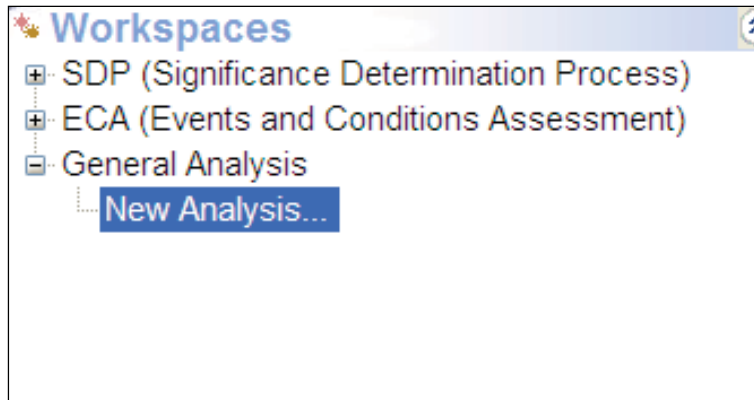 Workspaces
SDP (Significance Determination Process)
ECA (Events and Conditions Assessment)
General Analysis
New Analysis...